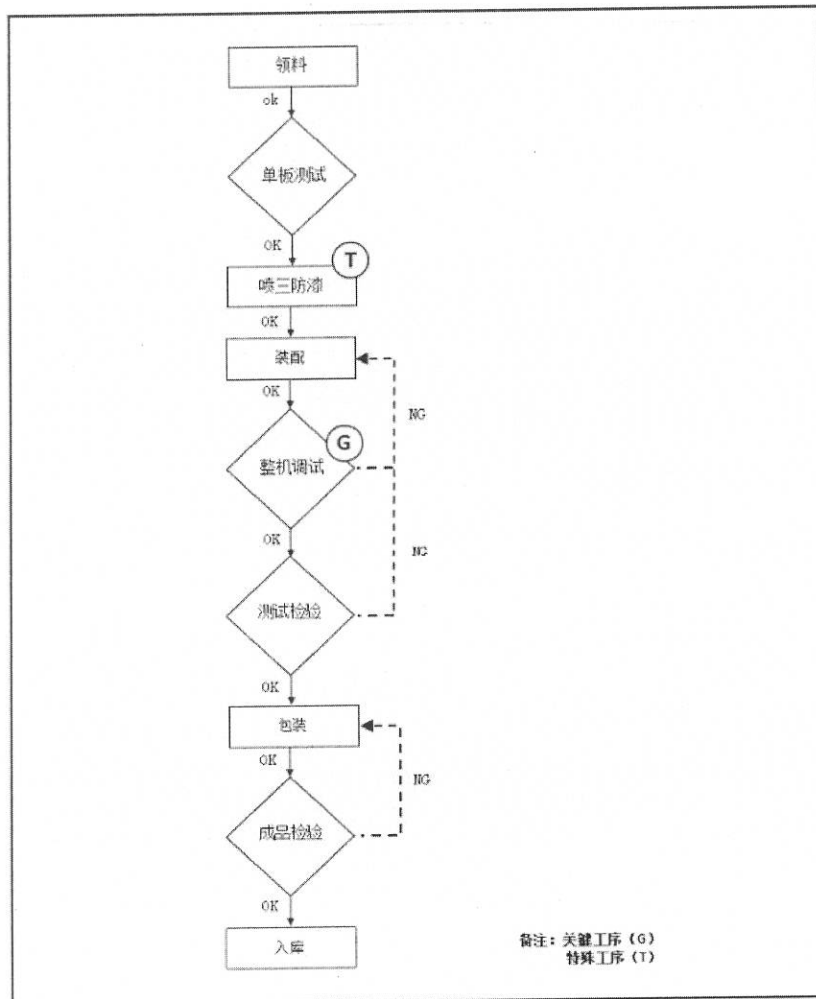 领料
ok
单板测试
OK
T
喷三防漆
OK
装配
OK
NG
G
整机调试
OK
NG
测试检验
OK
包装
OK
NG
成品检验
OK
入库
备注：关键工序（G）
特殊工序（T）